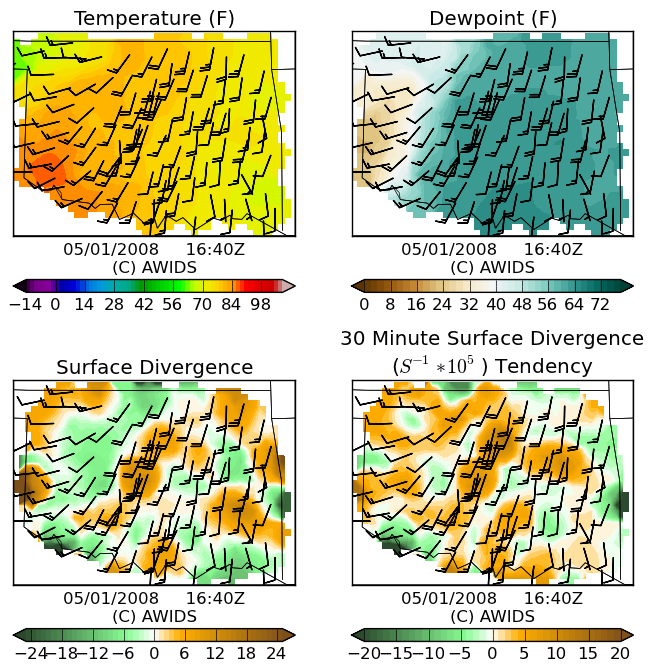 Temperature (F)
Dewpoint (F)
05/01/2008 16:40Z
(C) AWIDS
05/01/2008 16:40Z
(C) AWIDS
−14 0 14 28 42 56 70 84 98
0 8 16 24 32 40 48 56 64 72
Surface Divergence
30 Minute Surface Divergence
(S^{-1} * 10^5 ) Tendency
05/01/2008 16:40Z
(C) AWIDS
05/01/2008 16:40Z
(C) AWIDS
−24 −18 −12 −6 0 6 12 18 24
−20 −15 −10 −5 0 5 10 15 20